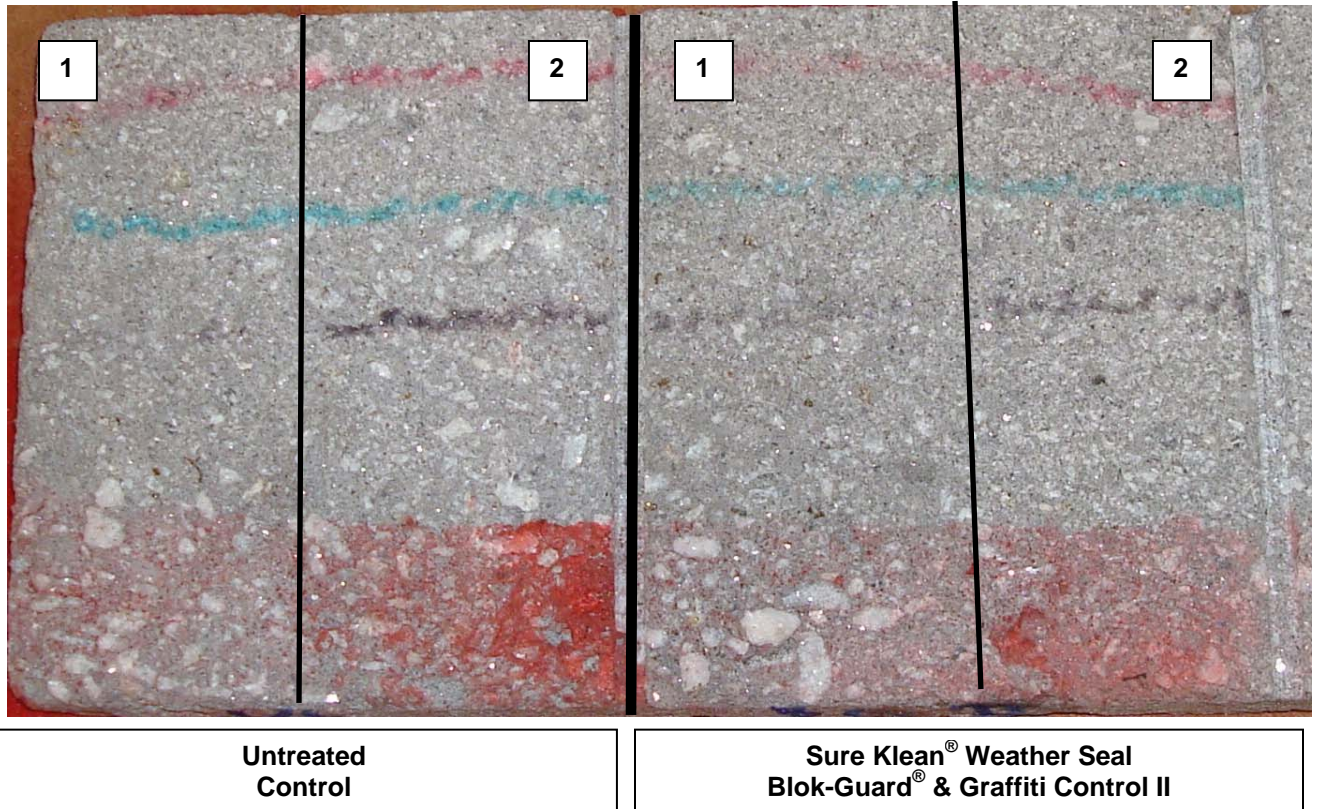 1
2
1
2
Untreated
Control
Sure Klean® Weather Seal
Blok-Guard® & Graffiti Control II